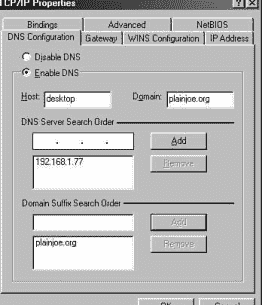 TCP/IP Properties
Bindings Advanced NetBIOS
DNS Configuration Gateway WINS Configuration IP Address
Disable DNS
Enable DNS
Host: desktop Domain: plainjoe.org
DNS Server Search Order
. . . Add
192.168.1.77 Remove
Domain Suffix Search Order
Add
plainjoe.org Remove
OK Cancel